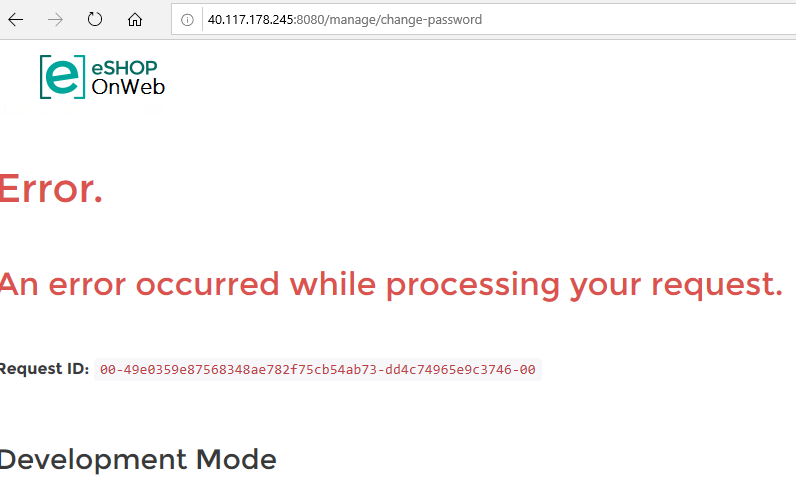 40.117.178.245:8080/manage/change-password
eSHOP
OnWeb
Error.
An error occurred while processing your request.
Request ID: 00-49e0359e87568348ae782f75cb54ab73-dd4c74965e9c3746-00
Development Mode